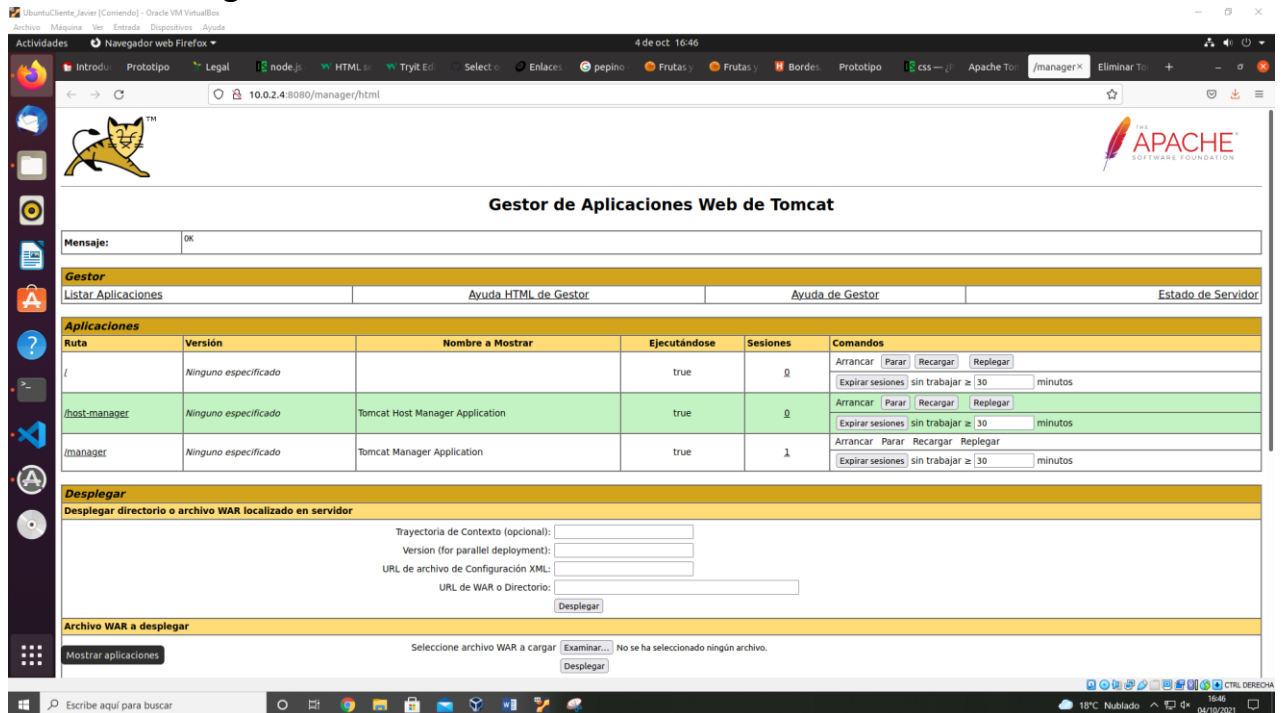 UbuntuCliente_Javier [Corriendo] - Oracle VM VirtualBox
Archivo Máquina Ver Entrada Dispositivos Ayuda
Actividades Navegador web Firefox 4 de oct 16:46
Introdu Prototipo Legal node.js HTML s Tryit Edi Select o Enlaces pepino Frutas y Frutas y Bordes Prototipo css — ¿ Apache Tom /manager × Eliminar To +
10.0.2.4:8080/manager/html
TM
THE
APACHE
SOFTWARE FOUNDATION
Gestor de Aplicaciones Web de Tomcat
Mensaje: OK
Gestor
Listar Aplicaciones Ayuda HTML de Gestor Ayuda de Gestor Estado de Servidor
Aplicaciones
Ruta Versión Nombre a Mostrar Ejecutándose Sesiones Comandos
/ Ninguno especificado true 0 Arrancar Parar Recargar Replegar
Expirar sesiones sin trabajar ≥ 30 minutos
/host-manager Ninguno especificado Tomcat Host Manager Application true 0 Arrancar Parar Recargar Replegar
Expirar sesiones sin trabajar ≥ 30 minutos
/manager Ninguno especificado Tomcat Manager Application true 1 Arrancar Parar Recargar Replegar
Expirar sesiones sin trabajar ≥ 30 minutos
Desplegar
Desplegar directorio o archivo WAR localizado en servidor
Trayectoria de Contexto (opcional):
Version (for parallel deployment):
URL de archivo de Configuración XML:
URL de WAR o Directorio:
Desplegar
Archivo WAR a desplegar
Seleccione archivo WAR a cargar Examinar... No se ha seleccionado ningún archivo.
Desplegar
Mostrar aplicaciones
CTRL DERECHA
Escribe aquí para buscar 18°C Nublado 16:46
04/10/2021